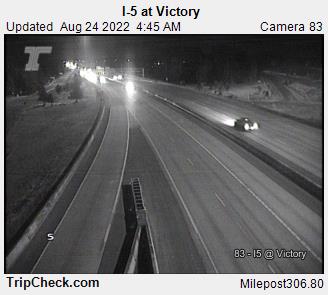 I-5 at Victory
Updated Aug 24 2022 4:45 AM Camera 83
T
S
83 - I5 @ Victory
TripCheck.com Milepost306.80